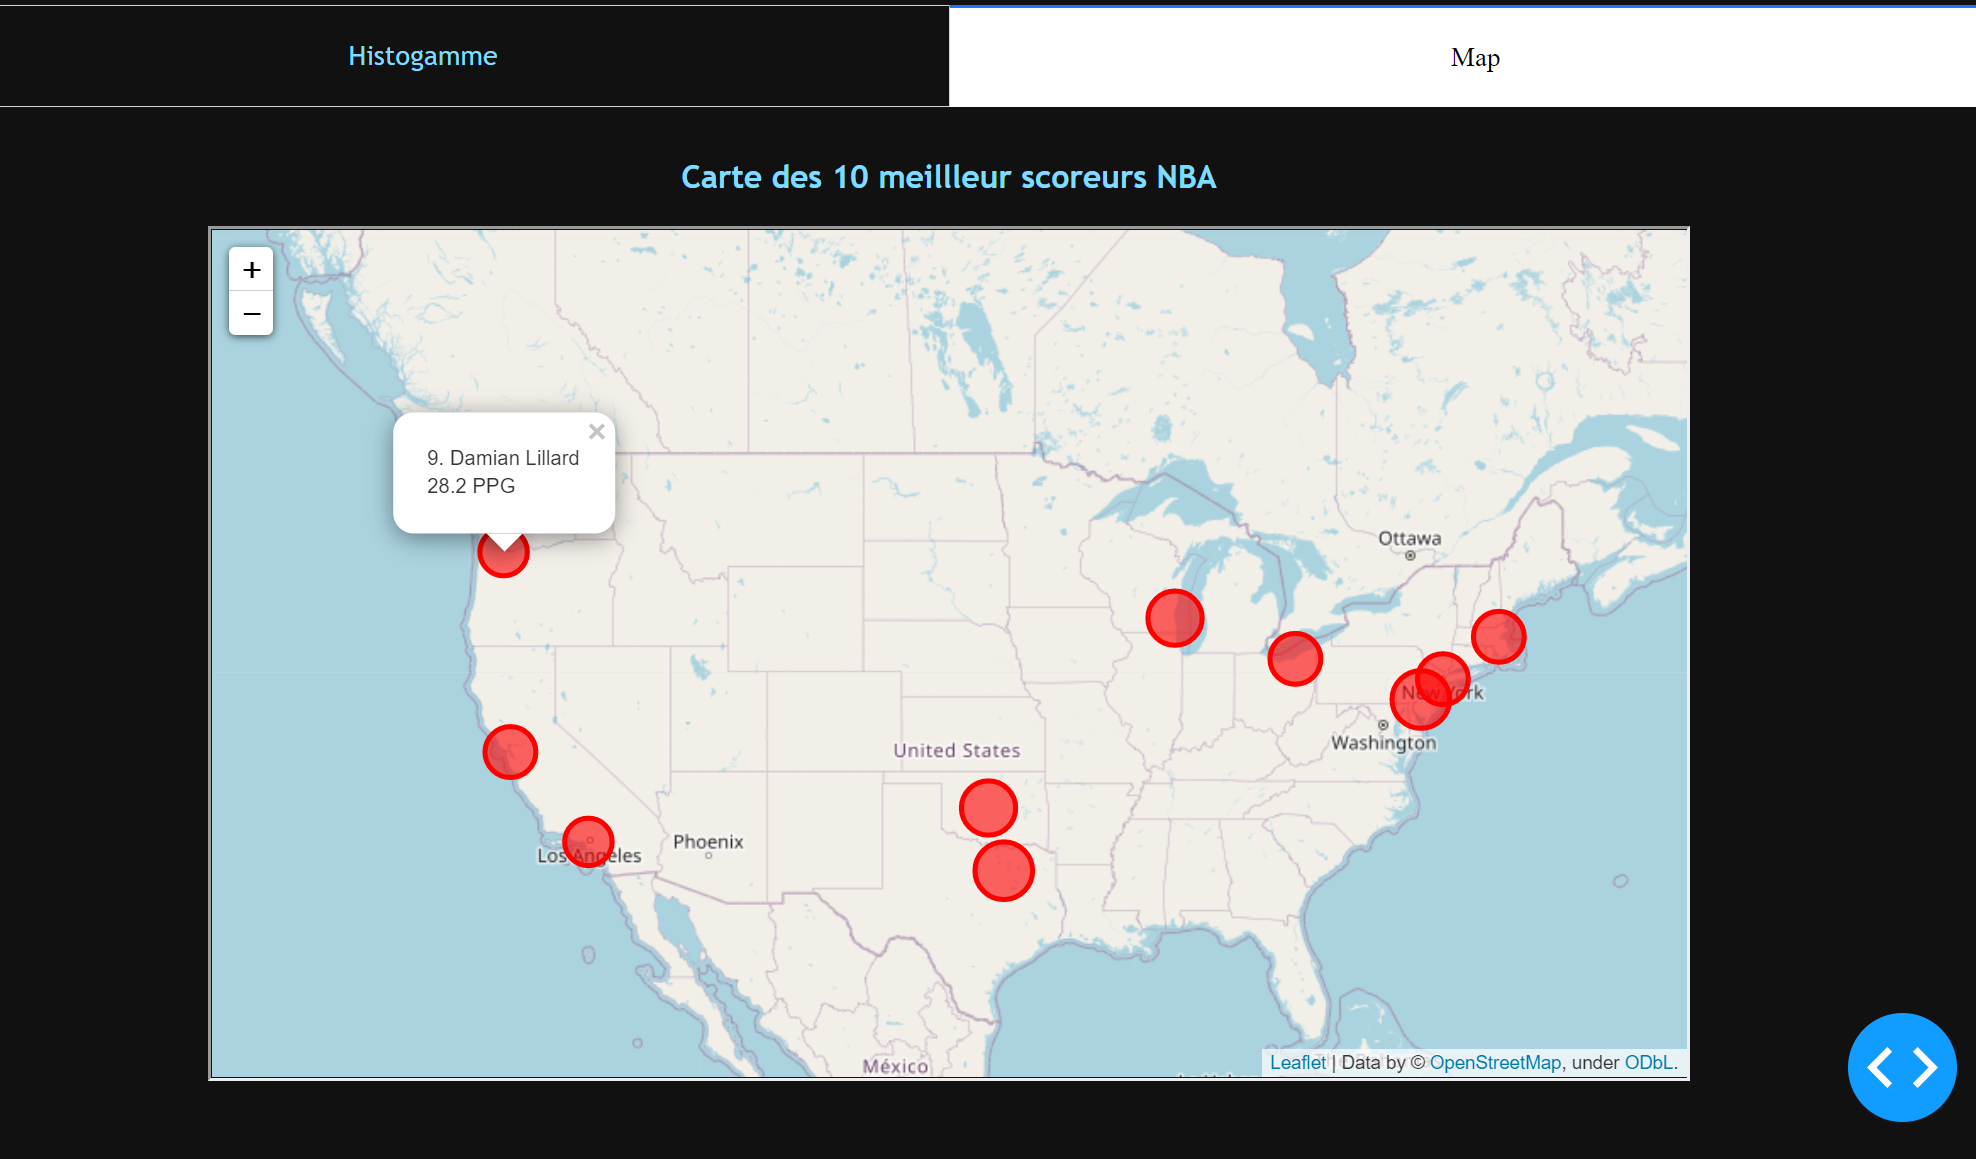 Histogamme
Map
Carte des 10 meillleur scoreurs NBA
+
−
×
9. Damian Lillard
28.2 PPG
Ottawa
New York
Washington
United States
Phoenix
Los Angeles
México
Leaflet | Data by © OpenStreetMap, under ODbL.